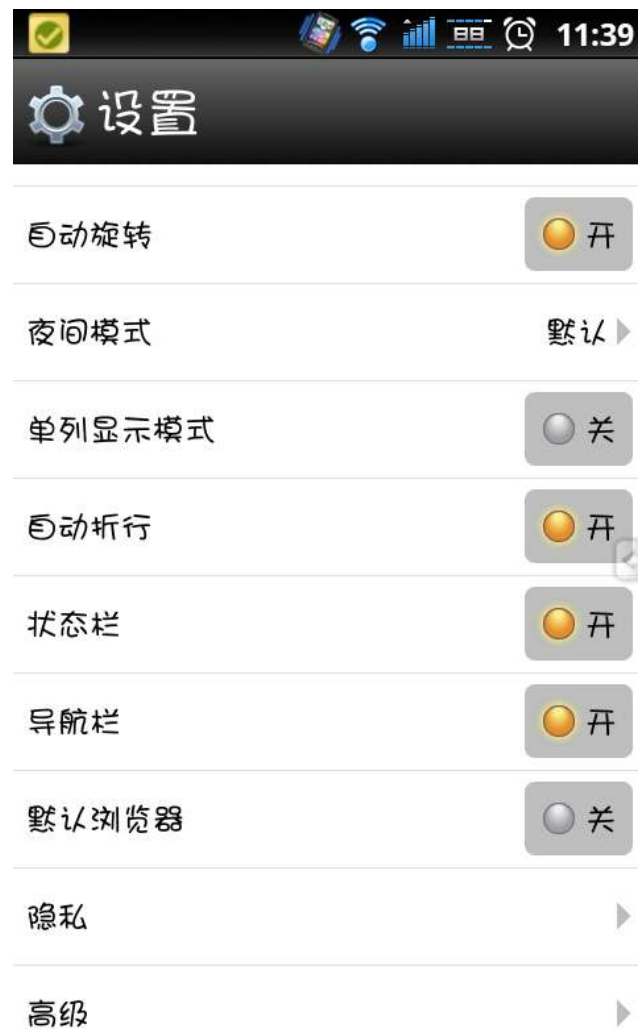 11:39
设置
自动旋转 开
夜间模式 默认
单列显示模式 关
自动折行 开
状态栏 开
导航栏 开
默认浏览器 关
隐私
高级